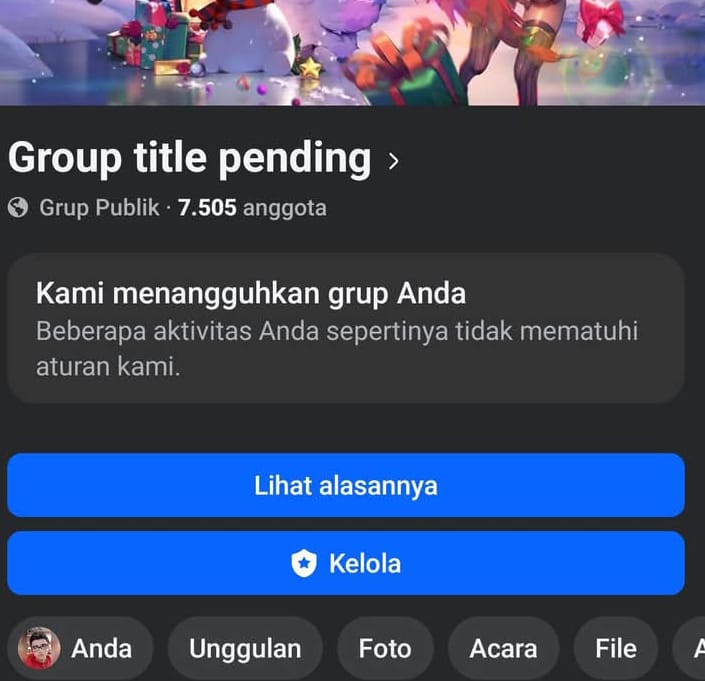 Group title pending
Grup Publik · 7.505 anggota
Kami menangguhkan grup Anda
Beberapa aktivitas Anda sepertinya tidak mematuhi
aturan kami.
Lihat alasannya
Kelola
Anda Unggulan Foto Acara File